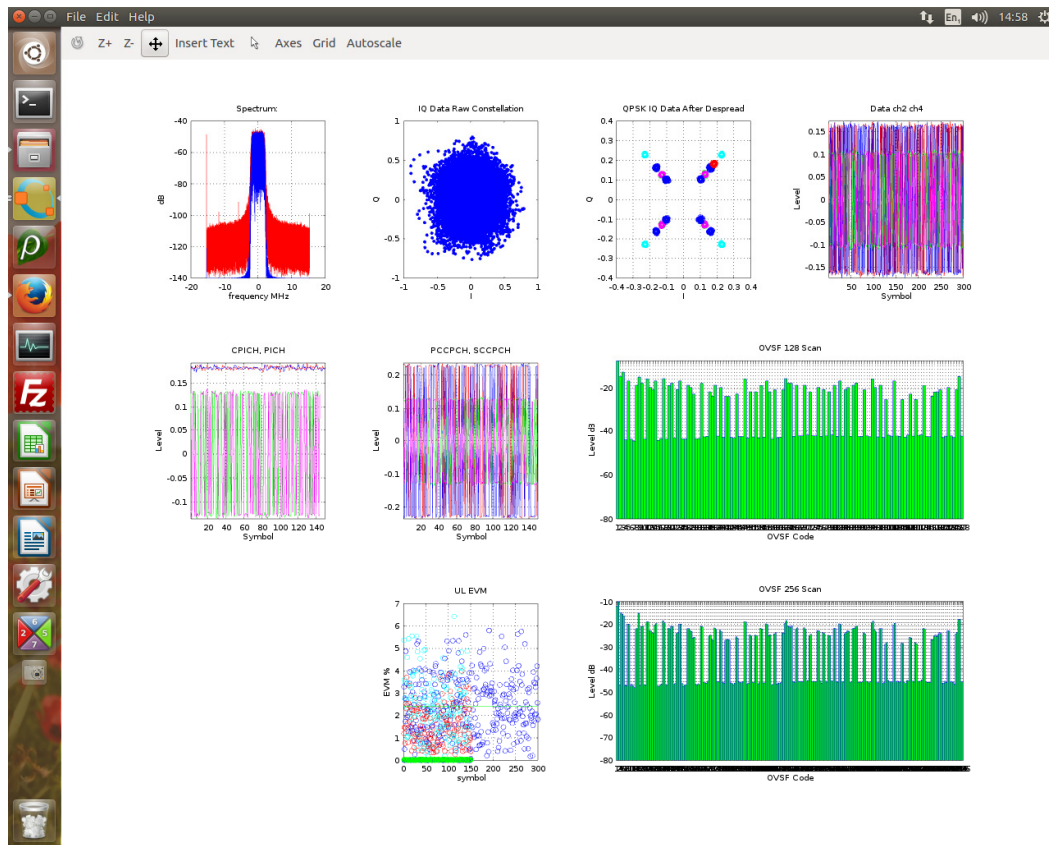 File Edit Help
En1 14:58
Z+ Z- Insert Text Axes Grid Autoscale
Spectrum:
-40
-60
-80
-100
-120
-140
dB
-20 -10 0 10 20
frequency MHz
IQ Data Raw Constellation
1
0.5
0
-0.5
-1
Q
-1 -0.5 0 0.5 1
I
QPSK IQ Data After Despread
0.4
0.3
0.2
0.1
0
-0.1
-0.2
-0.3
-0.4
Q
-0.4 -0.3 -0.2 -0.1 0 0.1 0.2 0.3 0.4
I
Data ch2 ch4
0.15
0.1
0.05
0
-0.05
-0.1
-0.15
Level
50 100 150 200 250 300
Symbol
CPICH, PICH
0.15
0.1
0.05
0
-0.05
-0.1
Level
20 40 60 80 100 120 140
Symbol
PCCPCH, SCCPCH
0.2
0.1
0
-0.1
-0.2
Level
20 40 60 80 100 120 140
Symbol
OVSF 128 Scan
-20
-40
-60
-80
Level dB
OVSF Code
UL EVM
7
6
5
4
3
2
1
0
EVM %
0 50 100 150 200 250 300
symbol
OVSF 256 Scan
-10
-20
-30
-40
-50
-60
-70
-80
Level dB
OVSF Code